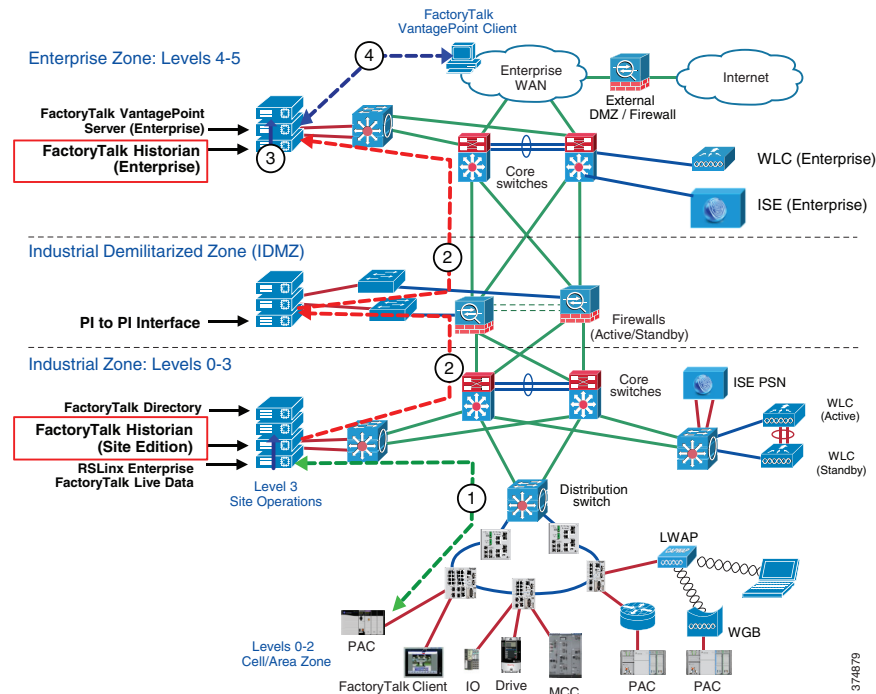 FactoryTalk
VantagePoint Client
Enterprise Zone: Levels 4-5
4
Enterprise
WAN
Internet
External
DMZ / Firewall
FactoryTalk VantagePoint
Server (Enterprise)
FactoryTalk Historian
(Enterprise)
3
Core
switches
WLC (Enterprise)
ISE (Enterprise)
Industrial Demilitarized Zone (IDMZ)
2
PI to PI Interface
Firewalls
(Active/Standby)
Industrial Zone: Levels 0-3
2
Core
switches
ISE PSN
WLC
(Active)
FactoryTalk Directory
FactoryTalk Historian
(Site Edition)
RSLinx Enterprise
FactoryTalk Live Data
WLC
(Standby)
Level 3
Site Operations
1
Distribution
switch
LWAP
CAPWAP
WGB
PAC
Levels 0-2
Cell/Area Zone
FactoryTalk Client
IO
Drive
MCC
PAC
PAC
374879